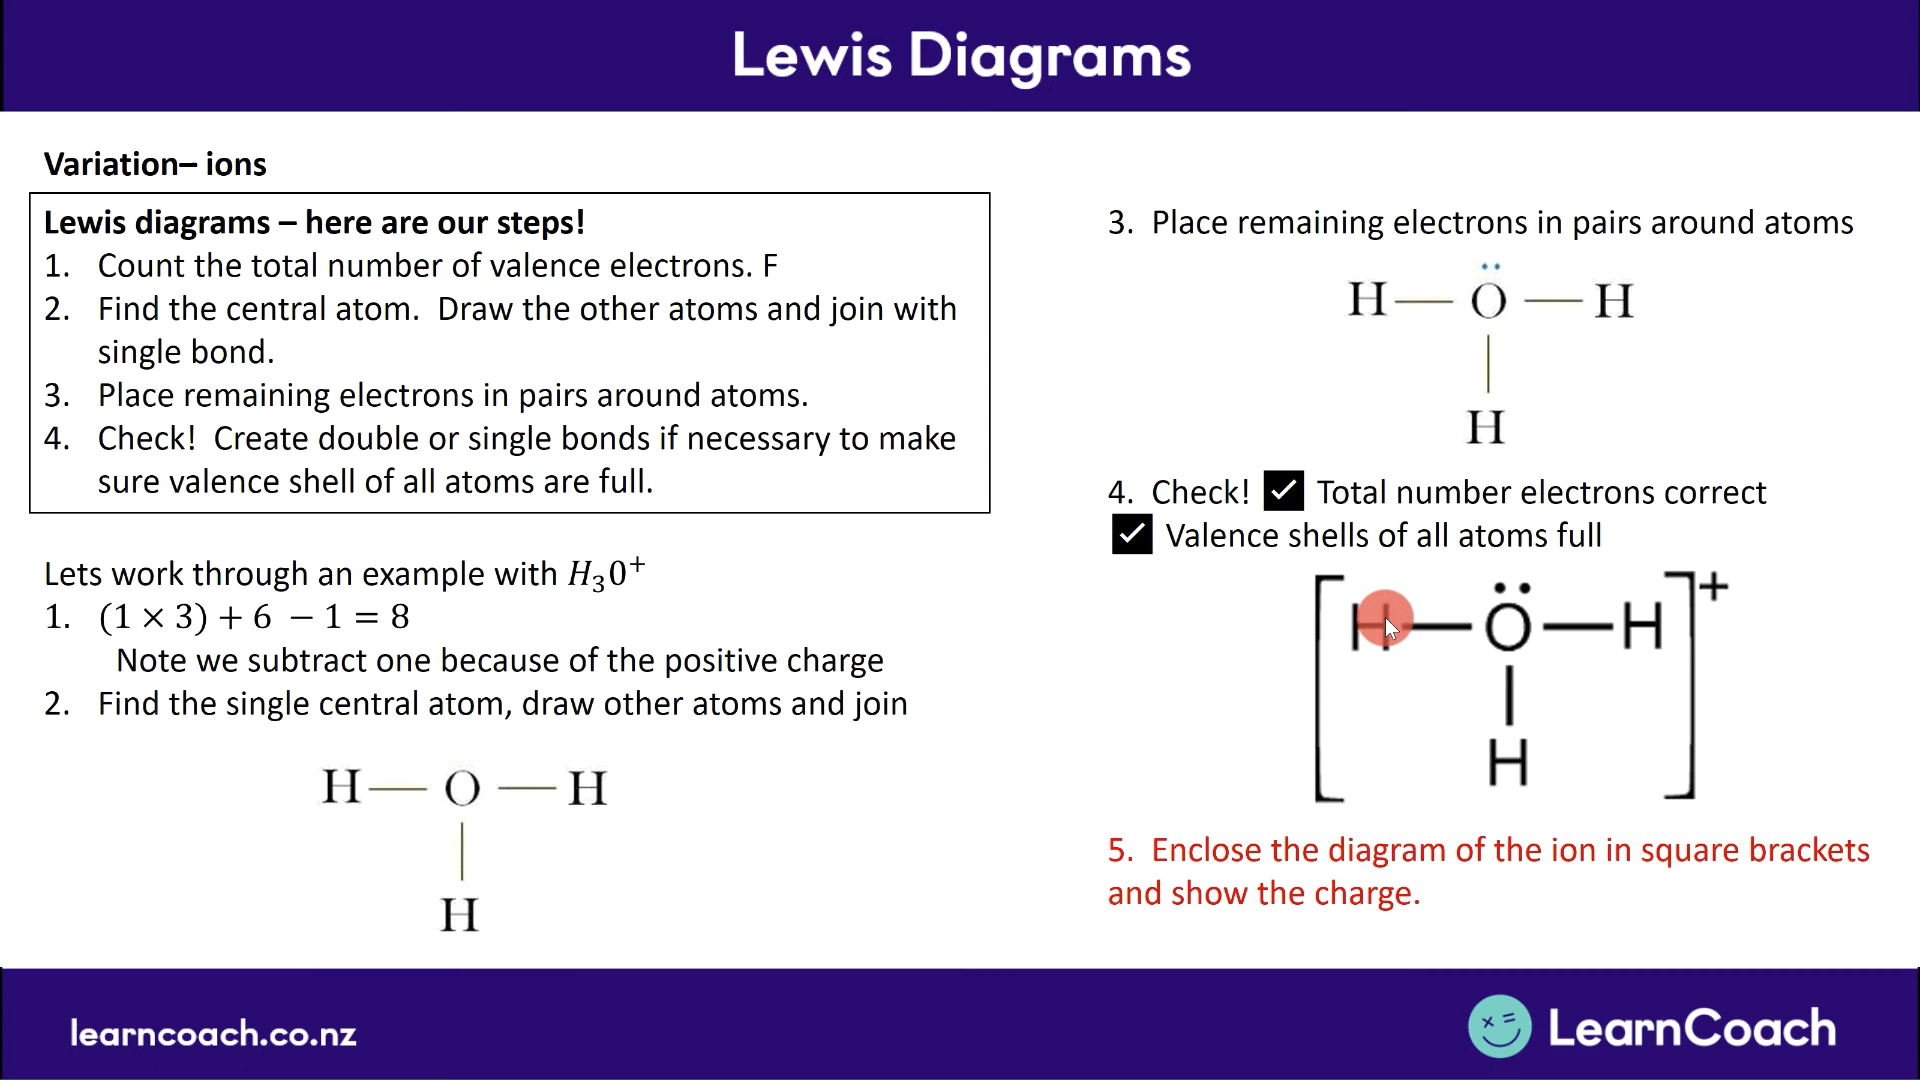 Lewis Diagrams
Variation– ions
Lewis diagrams – here are our steps!
1. Count the total number of valence electrons. F
2. Find the central atom. Draw the other atoms and join with
single bond.
3. Place remaining electrons in pairs around atoms.
4. Check! Create double or single bonds if necessary to make
sure valence shell of all atoms are full.
Lets work through an example with H₃0⁺
1. (1 × 3) + 6 − 1 = 8
Note we subtract one because of the positive charge
2. Find the single central atom, draw other atoms and join
H — O — H
H
3. Place remaining electrons in pairs around atoms
H — O — H
H
4. Check! ✓ Total number electrons correct
✓ Valence shells of all atoms full
[H — O — H]+
H
5. Enclose the diagram of the ion in square brackets
and show the charge.
learncoach.co.nz
LearnCoach